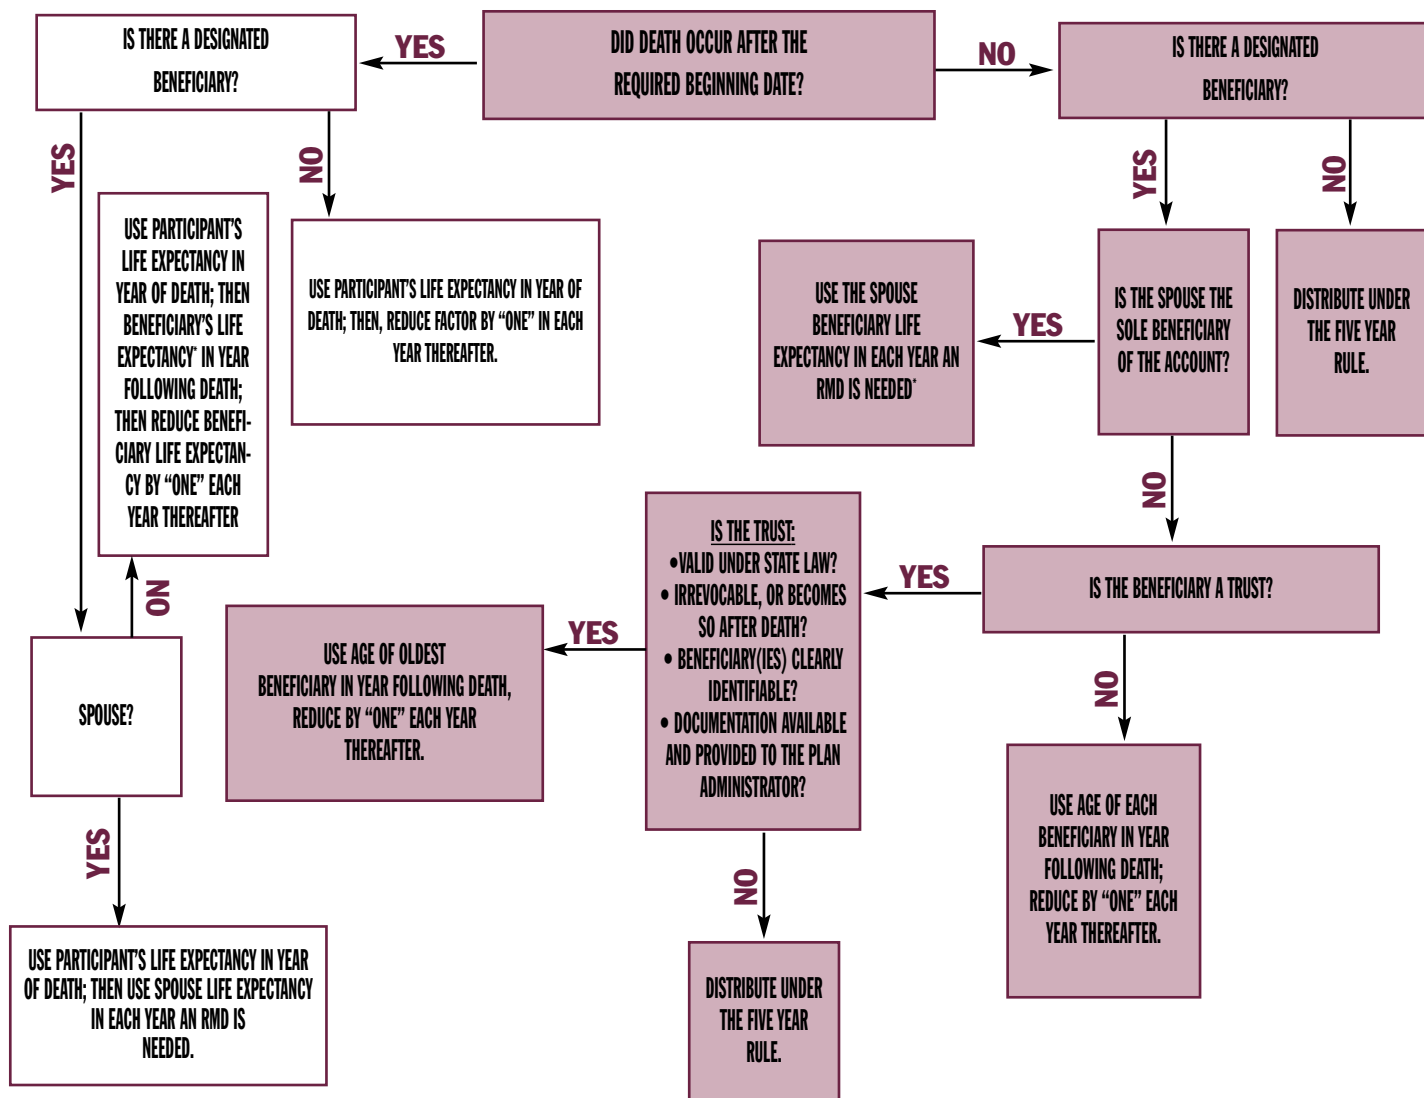 IS THERE A DESIGNATED
BENEFICIARY?
YES
DID DEATH OCCUR AFTER THE
REQUIRED BEGINNING DATE?
NO
IS THERE A DESIGNATED
BENEFICIARY?
YES
NO
YES
NO
USE PARTICIPANT'S
LIFE EXPECTANCY IN
YEAR OF DEATH; THEN
BENEFICIARY'S LIFE
EXPECTANCY* IN YEAR
FOLLOWING DEATH;
THEN REDUCE BENEFI-
CIARY LIFE EXPECTAN-
CY BY “ONE” EACH
YEAR THEREAFTER
USE PARTICIPANT'S LIFE EXPECTANCY IN YEAR OF
DEATH; THEN, REDUCE FACTOR BY “ONE” IN EACH
YEAR THEREAFTER.
USE THE SPOUSE
BENEFICIARY LIFE
EXPECTANCY IN EACH YEAR AN
RMD IS NEEDED*
YES
IS THE SPOUSE THE
SOLE BENEFICIARY
OF THE ACCOUNT?
DISTRIBUTE UNDER
THE FIVE YEAR
RULE.
NO
NO
SPOUSE?
YES
USE PARTICIPANT'S LIFE EXPECTANCY IN YEAR
OF DEATH; THEN USE SPOUSE LIFE EXPECTANCY
IN EACH YEAR AN RMD IS
NEEDED.
USE AGE OF OLDEST
BENEFICIARY IN YEAR FOLLOWING DEATH,
REDUCE BY “ONE” EACH YEAR
THEREAFTER.
YES
IS THE TRUST:
•VALID UNDER STATE LAW?
• IRREVOCABLE, OR BECOMES
SO AFTER DEATH?
• BENEFICIARY(IES) CLEARLY
IDENTIFIABLE?
• DOCUMENTATION AVAILABLE
AND PROVIDED TO THE PLAN
ADMINISTRATOR?
YES
IS THE BENEFICIARY A TRUST?
NO
NO
DISTRIBUTE UNDER
THE FIVE YEAR
RULE.
USE AGE OF EACH
BENEFICIARY IN YEAR
FOLLOWING DEATH;
REDUCE BY “ONE” EACH
YEAR THEREAFTER.